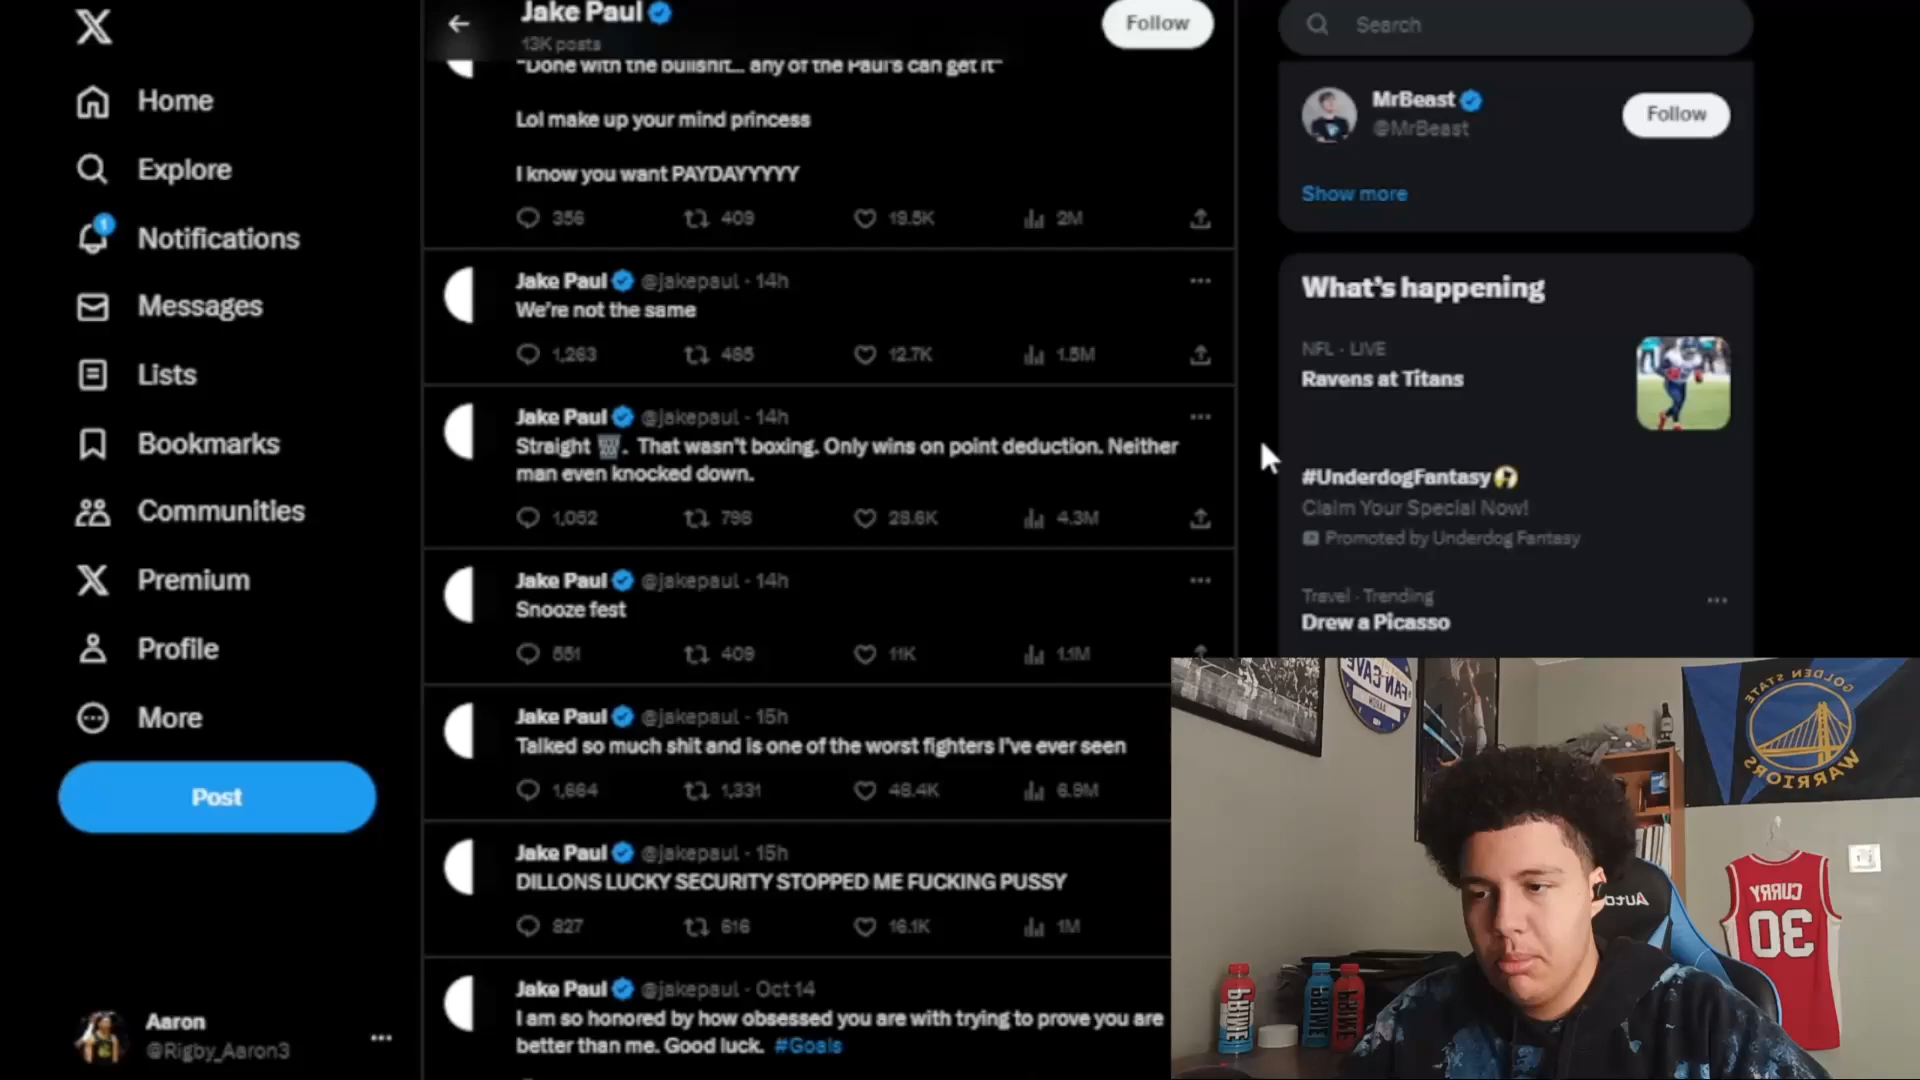 Jake Paul
13K posts
Follow
"Done with the bullshit... any of the Paul's can get it"
Lol make up your mind princess
I know you want PAYDAYYYYY
356 409 19.5K 2M
Jake Paul @jakepaul · 14h
We're not the same
1,263 485 12.7K 1.5M
Jake Paul @jakepaul · 14h
Straight . That wasn't boxing. Only wins on point deduction. Neither
man even knocked down.
1,052 798 28.6K 4.3M
Jake Paul @jakepaul · 14h
Snooze fest
551 409 11K 1.1M
Jake Paul @jakepaul · 15h
Talked so much shit and is one of the worst fighters I've ever seen
1,664 1,331 48.4K 6.9M
Jake Paul @jakepaul · 15h
DILLONS LUCKY SECURITY STOPPED ME FUCKING PUSSY
827 616 16.1K 1M
Jake Paul @jakepaul · Oct 14
I am so honored by how obsessed you are with trying to prove you are
better than me. Good luck. #Goals
X
Home
Explore
1
Notifications
Messages
Lists
Bookmarks
Communities
Premium
Profile
More
Post
Aaron
@Rigby_Aaron3
Search
MrBeast
@MrBeast
Follow
Show more
What's happening
NFL · LIVE
Ravens at Titans
#UnderdogFantasy
Claim Your Special Now!
Promoted by Underdog Fantasy
Travel · Trending
Drew a Picasso
FAN CAVE
AARON
GOLDEN STATE
WARRIORS
CURRY
30
Auto
PRIME
PRIME
PRIME